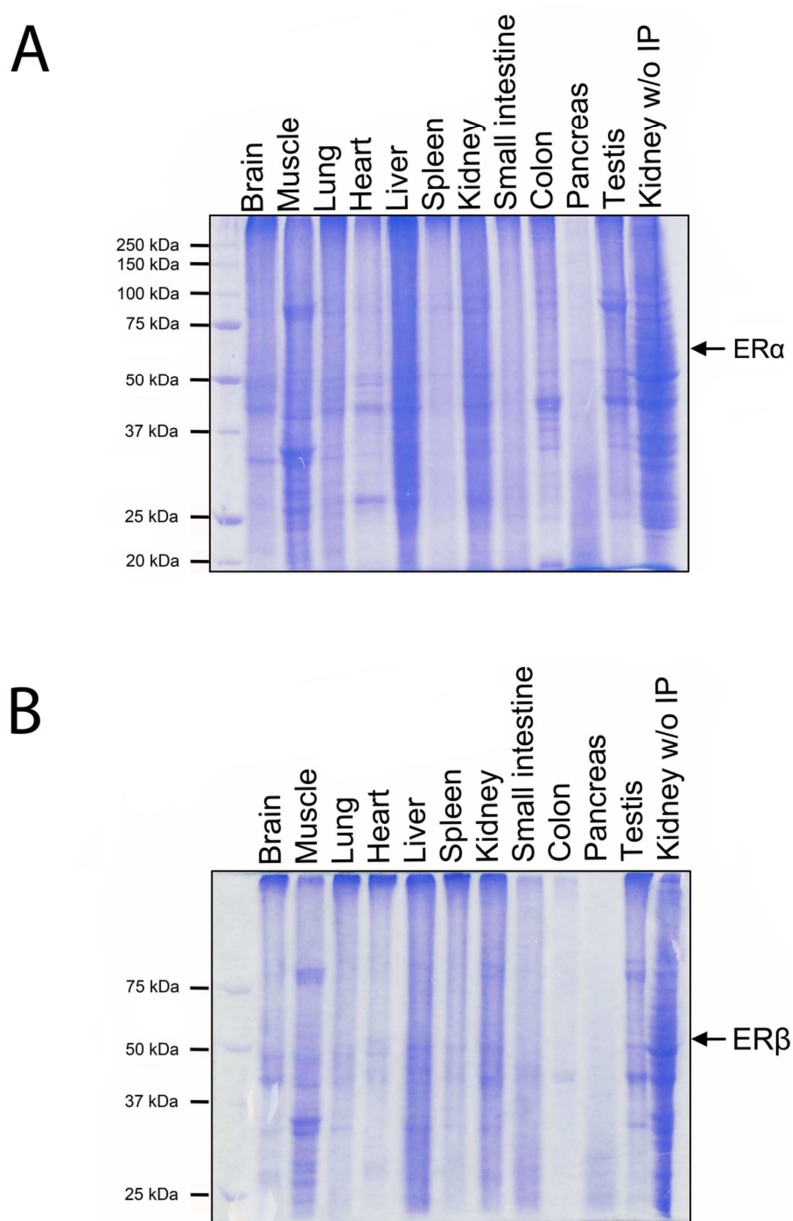 A
Brain
Muscle
Lung
Heart
Liver
Spleen
Kidney
Small intestine
Colon
Pancreas
Testis
Kidney w/o IP
250 kDa
150 kDa
100 kDa
75 kDa
ERα
50 kDa
37 kDa
25 kDa
20 kDa
B
Brain
Muscle
Lung
Heart
Liver
Spleen
Kidney
Small intestine
Colon
Pancreas
Testis
Kidney w/o IP
75 kDa
ERβ
50 kDa
37 kDa
25 kDa